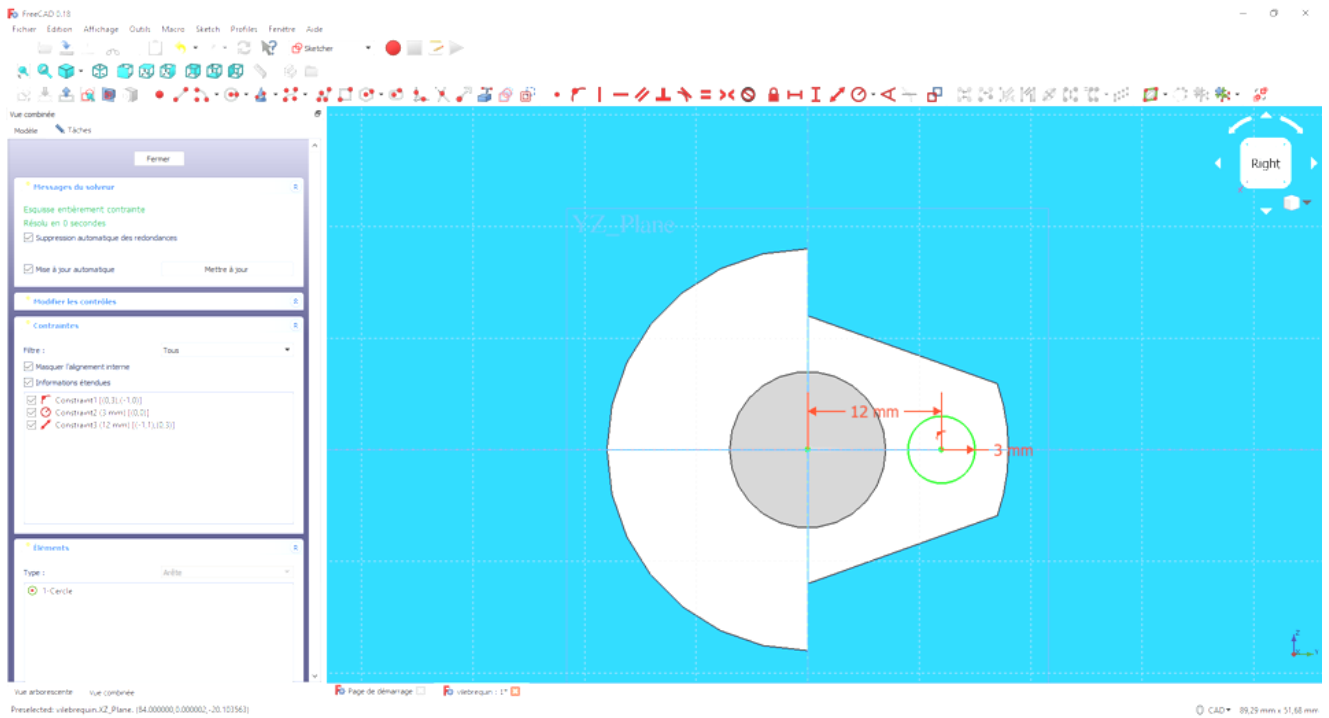 FreeCAD 0.18
Fichier Edition Affichage Outils Macro Sketch Profiles Fenêtre Aide
Sketcher
Vue combinée
Modèle Tâches
Fermer
Messages du solveur
Esquisse entièrement contrainte
Résolu en 0 secondes
Suppression automatique des redondances
Mise à jour automatique Mettre à jour
Modifier les contrôles
Contraintes
Filtre : Tous
Masquer l'alignement interne
Informations étendues
Constraint1 [(0,3),(-1,0)]
Constraint2 (3 mm) [(0,0)]
Constraint3 (12 mm) [(-1,1),(0,3)]
Eléments
Type : Arête
1-Cercle
YZ_Plane
12 mm
3 mm
Right
Z
Y
Vue arborescente Vue combinée
Page de démarrage vilebrequin : 1*
Preselected: vilebrequin.XZ_Plane. (84.000000,0.000002,-20.103563)
CAD 89,29 mm x 51,68 mm